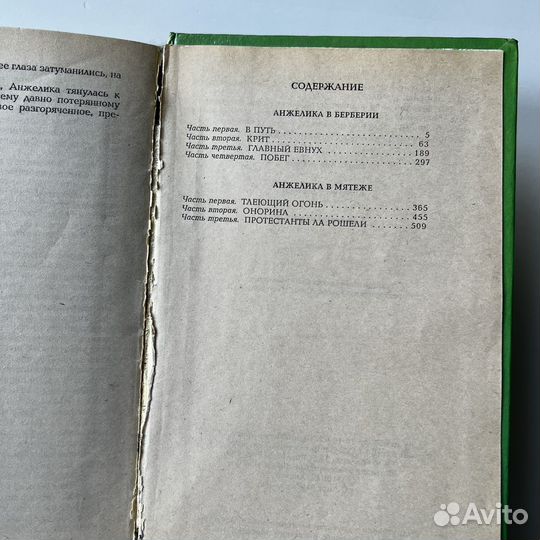 ее глаза затуманились, на
, Анжелика тянулась к
ему давно потерянному
вое разгоряченное, пре-
СОДЕРЖАНИЕ
АНЖЕЛИКА В БЕРБЕРИИ
Часть первая. В ПУТЬ . . . . . . . . . . . . . . . . . . . . 5
Часть вторая. КРИТ . . . . . . . . . . . . . . . . . . . . 63
Часть третья. ГЛАВНЫЙ ЕВНУХ . . . . . . . . . . . . 189
Часть четвертая. ПОБЕГ . . . . . . . . . . . . . . . . . 297
АНЖЕЛИКА В МЯТЕЖЕ
Часть первая. ТЛЕЮЩИЙ ОГОНЬ . . . . . . . . . . . . 365
Часть вторая. ОНОРИНА . . . . . . . . . . . . . . . . . 455
Часть третья. ПРОТЕСТАНТЫ ЛА РОШЕЛИ . . . . . . 509
Avito